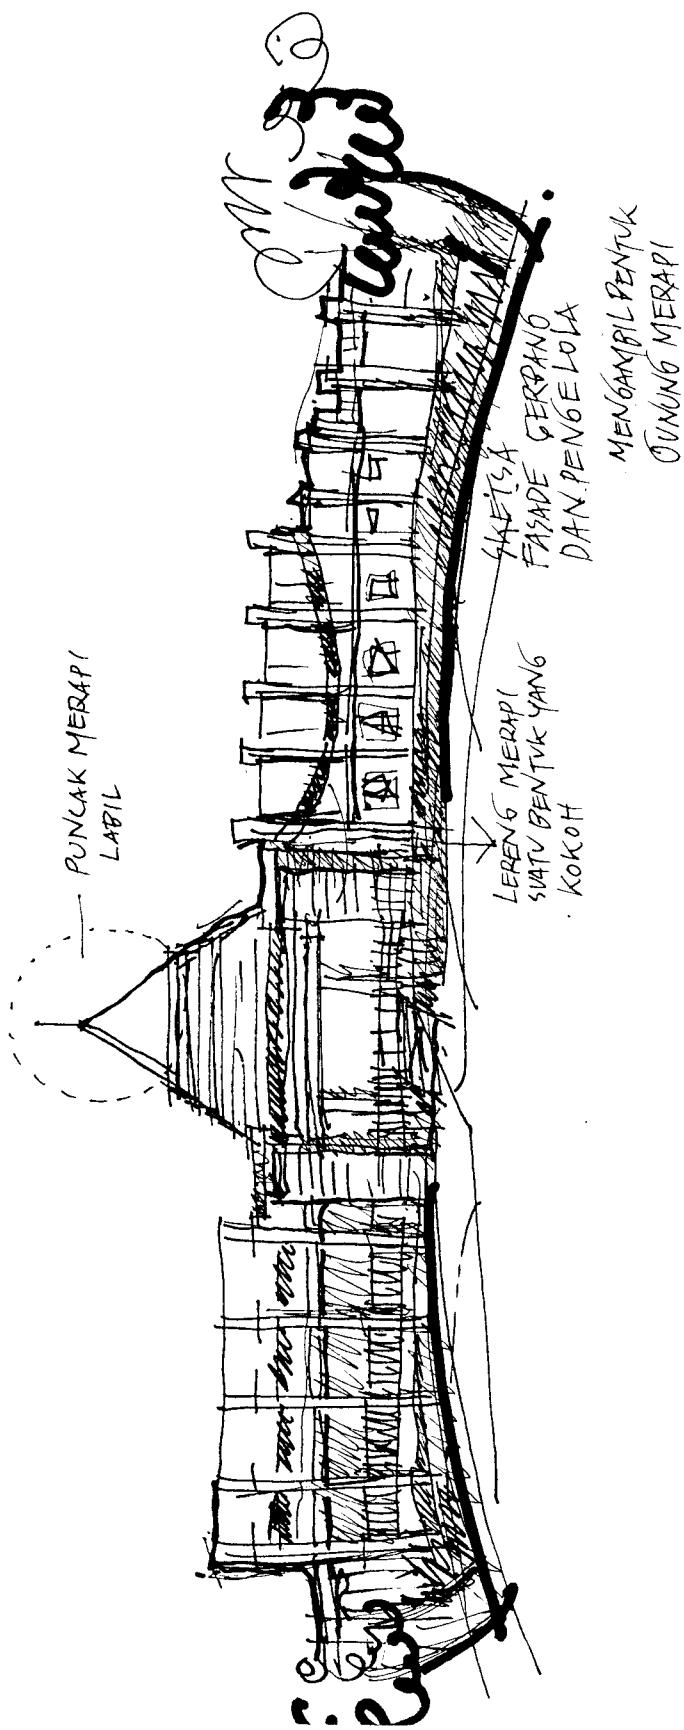 PUNCAK MERAPI
LABIL
LERENG MERAPI
SUATU BENTUK YANG
KOKOH
SKETSA
FASADE GERBANG
DAN.PENGELOLA
MENGAMBIL BENTUK
GUNUNG MERAPI